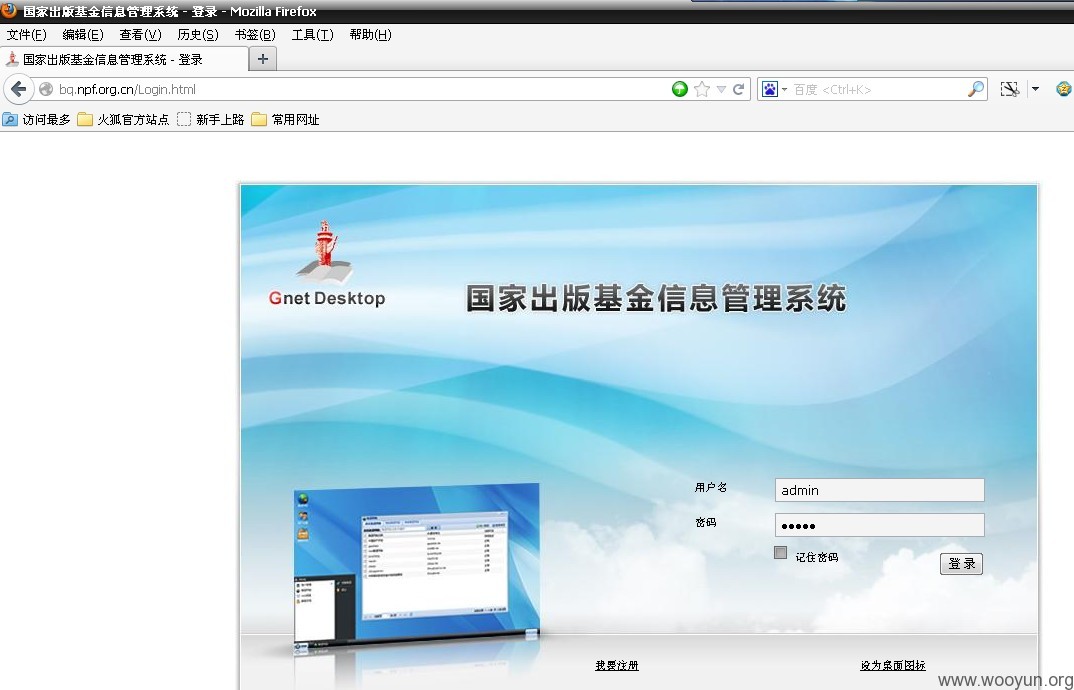 国家出版基金信息管理系统 - 登录 - Mozilla Firefox
文件(F) 编辑(E) 查看(V) 历史(S) 书签(B) 工具(T) 帮助(H)
国家出版基金信息管理系统 - 登录 +
bq.npf.org.cn/Login.html 百度 <Ctrl+K>
访问最多 火狐官方站点 新手上路 常用网址
Gnet Desktop
国家出版基金信息管理系统
用户名 admin
密码 •••••
记住密码 登 录
我要注册 设为桌面图标
www.wooyun.org